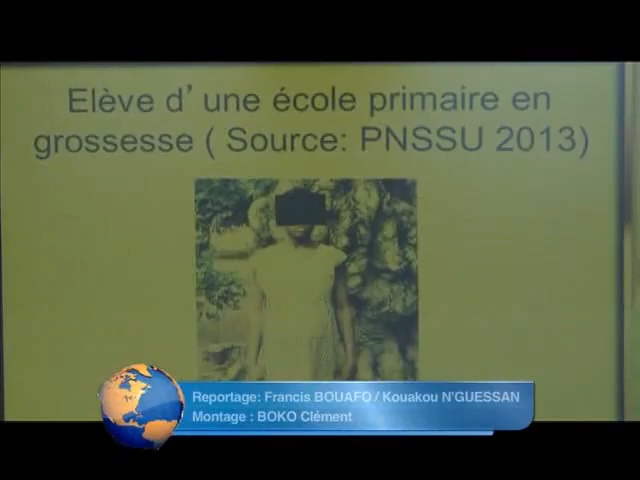 Elève d'une école primaire en
grossesse ( Source: PNSSU 2013)
Reportage: Francis BOUAFO / Kouakou N'GUESSAN
Montage : BOKO Clément